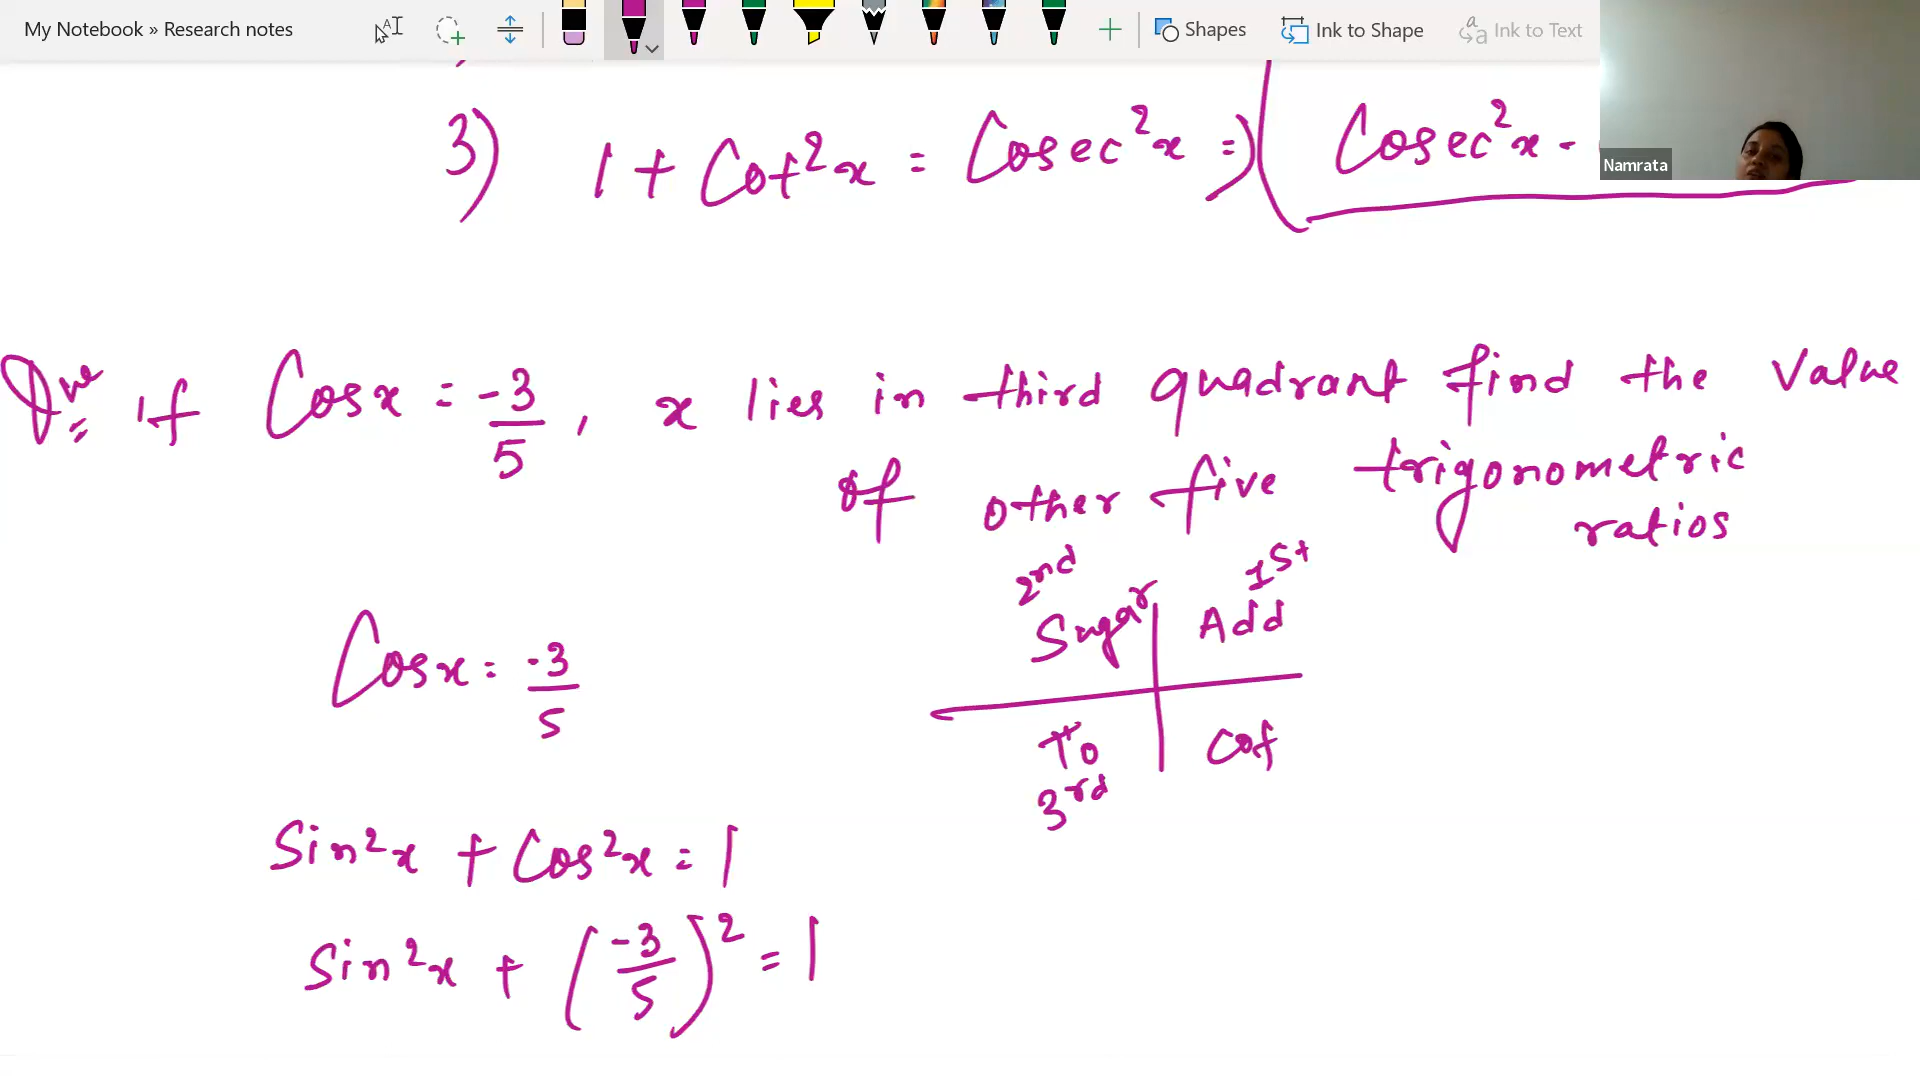 My Notebook » Research notes
Shapes
Ink to Shape
Ink to Text
Namrata
3) 1 + Cot²x = Cosec²x => Cosec²x -
Que If Cosx = -3/5, x lies in third quadrant find the value
of other five trigonometric
ratios
2nd 1st
Sugar Add
Cosx = -3/5
To Cof
3rd
Sin²x + Cos²x = 1
Sin²x + (-3/5)² = 1